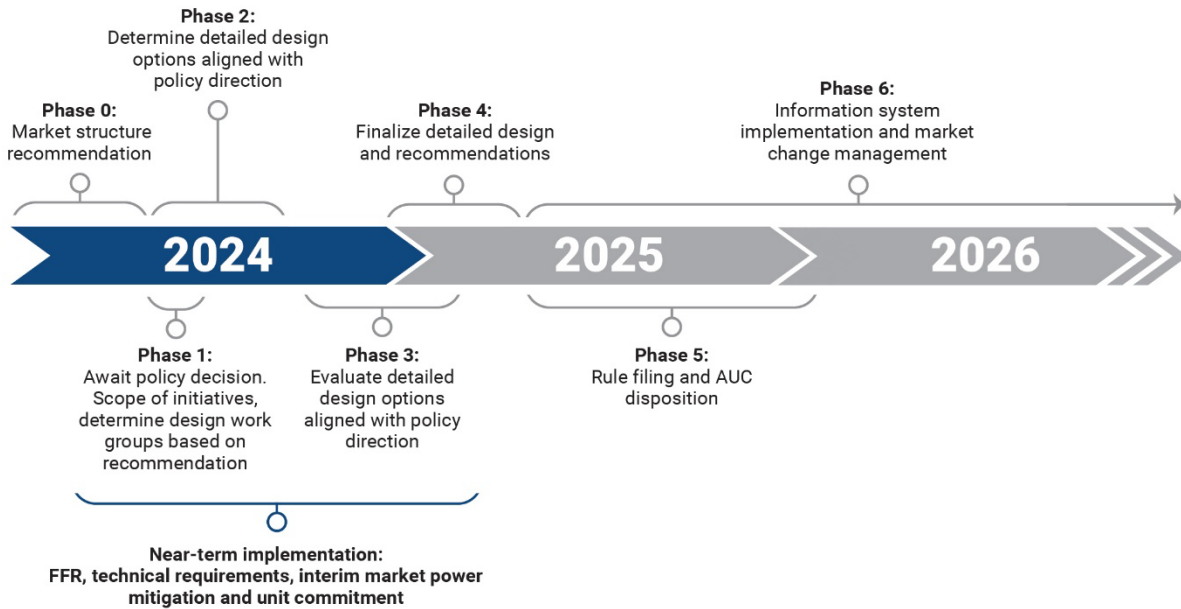 Phase 2:
Determine detailed design
options aligned with
policy direction
Phase 0:
Market structure
recommendation
Phase 4:
Finalize detailed design
and recommendations
Phase 6:
Information system
implementation and market
change management
2024
2025
2026
Phase 1:
Await policy decision.
Scope of initiatives,
determine design work
groups based on
recommendation
Phase 3:
Evaluate detailed
design options
aligned with policy
direction
Phase 5:
Rule filing and AUC
disposition
Near-term implementation:
FFR, technical requirements, interim market power
mitigation and unit commitment